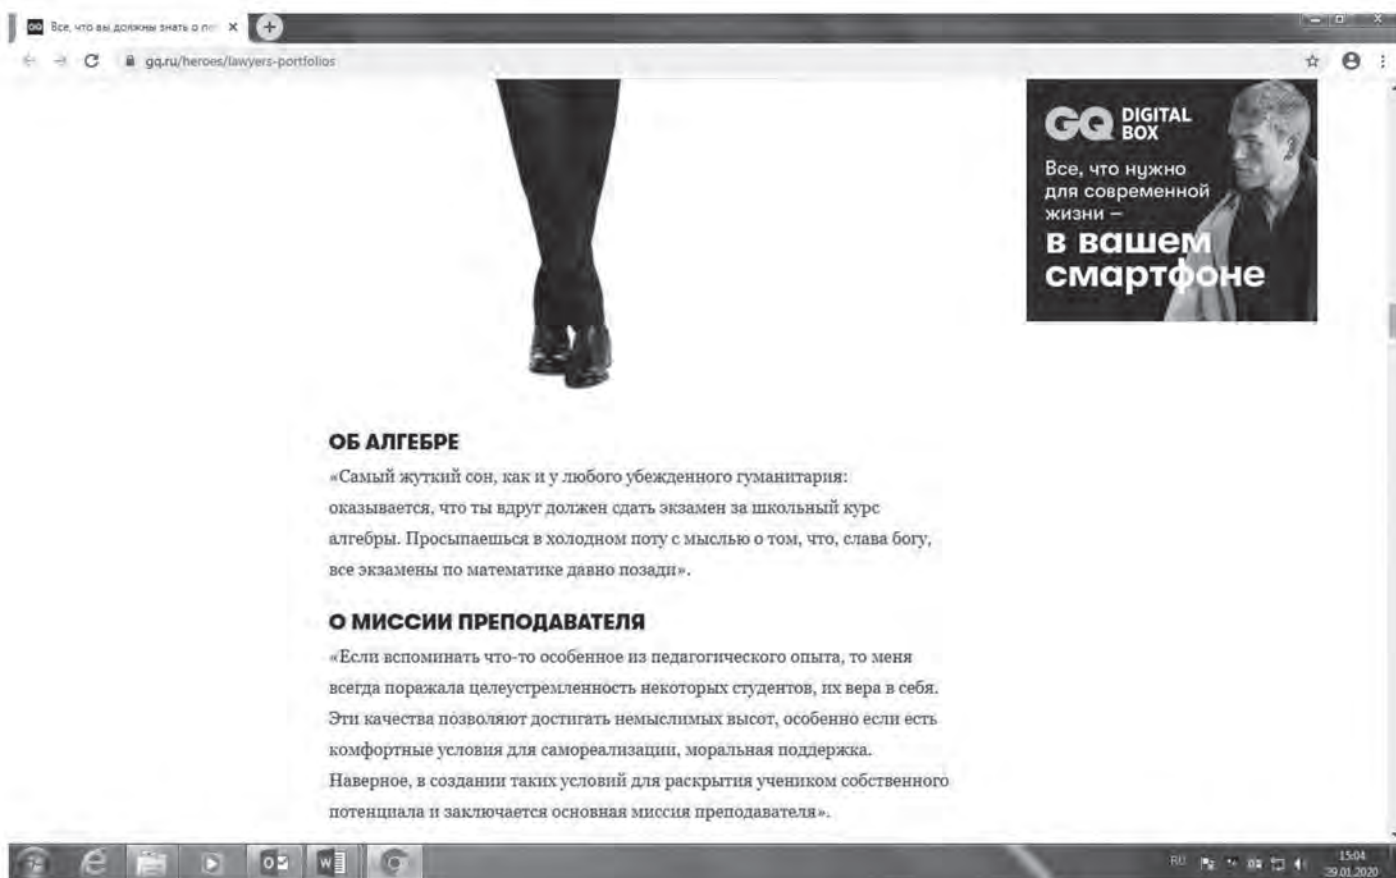 GQ Все, что вы должны знать о пе
gq.ru/heroes/lawyers-portfolios
GQ DIGITAL
BOX
Все, что нужно
для современной
жизни –
в вашем
смартфоне
ОБ АЛГЕБРЕ
«Самый жуткий сон, как и у любого убежденного гуманитария:
оказывается, что ты вдруг должен сдать экзамен за школьный курс
алгебры. Просыпаешься в холодном поту с мыслью о том, что, слава богу,
все экзамены по математике давно позади».
О МИССИИ ПРЕПОДАВАТЕЛЯ
«Если вспоминать что-то особенное из педагогического опыта, то меня
всегда поражала целеустремленность некоторых студентов, их вера в себя.
Эти качества позволяют достигать немыслимых высот, особенно если есть
комфортные условия для самореализации, моральная поддержка.
Наверное, в создании таких условий для раскрытия учеником собственного
потенциала и заключается основная миссия преподавателя».
RU
15:04
29.01.2020